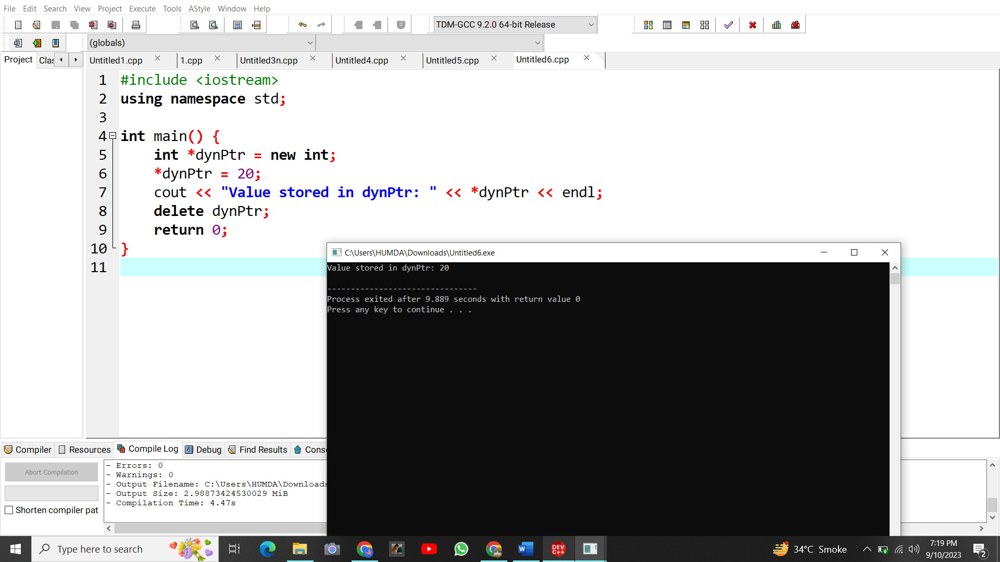 File Edit Search View Project Execute Tools AStyle Window Help
TDM-GCC 9.2.0 64-bit Release
(globals)
Project Clas Untitled1.cpp 1.cpp Untitled3n.cpp Untitled4.cpp Untitled5.cpp Untitled6.cpp
1 #include <iostream>
2 using namespace std;
3
4 int main() {
5 int *dynPtr = new int;
6 *dynPtr = 20;
7 cout << "Value stored in dynPtr: " << *dynPtr << endl;
8 delete dynPtr;
9 return 0;
10 }
11
C:\Users\HUMDA\Downloads\Untitled6.exe
Value stored in dynPtr: 20
--------------------------------
Process exited after 9.889 seconds with return value 0
Press any key to continue . . .
Compiler Resources Compile Log Debug Find Results Conso
Abort Compilation
Shorten compiler pat
- Errors: 0
- Warnings: 0
- Output Filename: C:\Users\HUMDA\Downloads
- Output Size: 2.98873424530029 MiB
- Compilation Time: 4.47s
Type here to search
W
DEV
C++
34°C Smoke
7:19 PM
9/10/2023
2